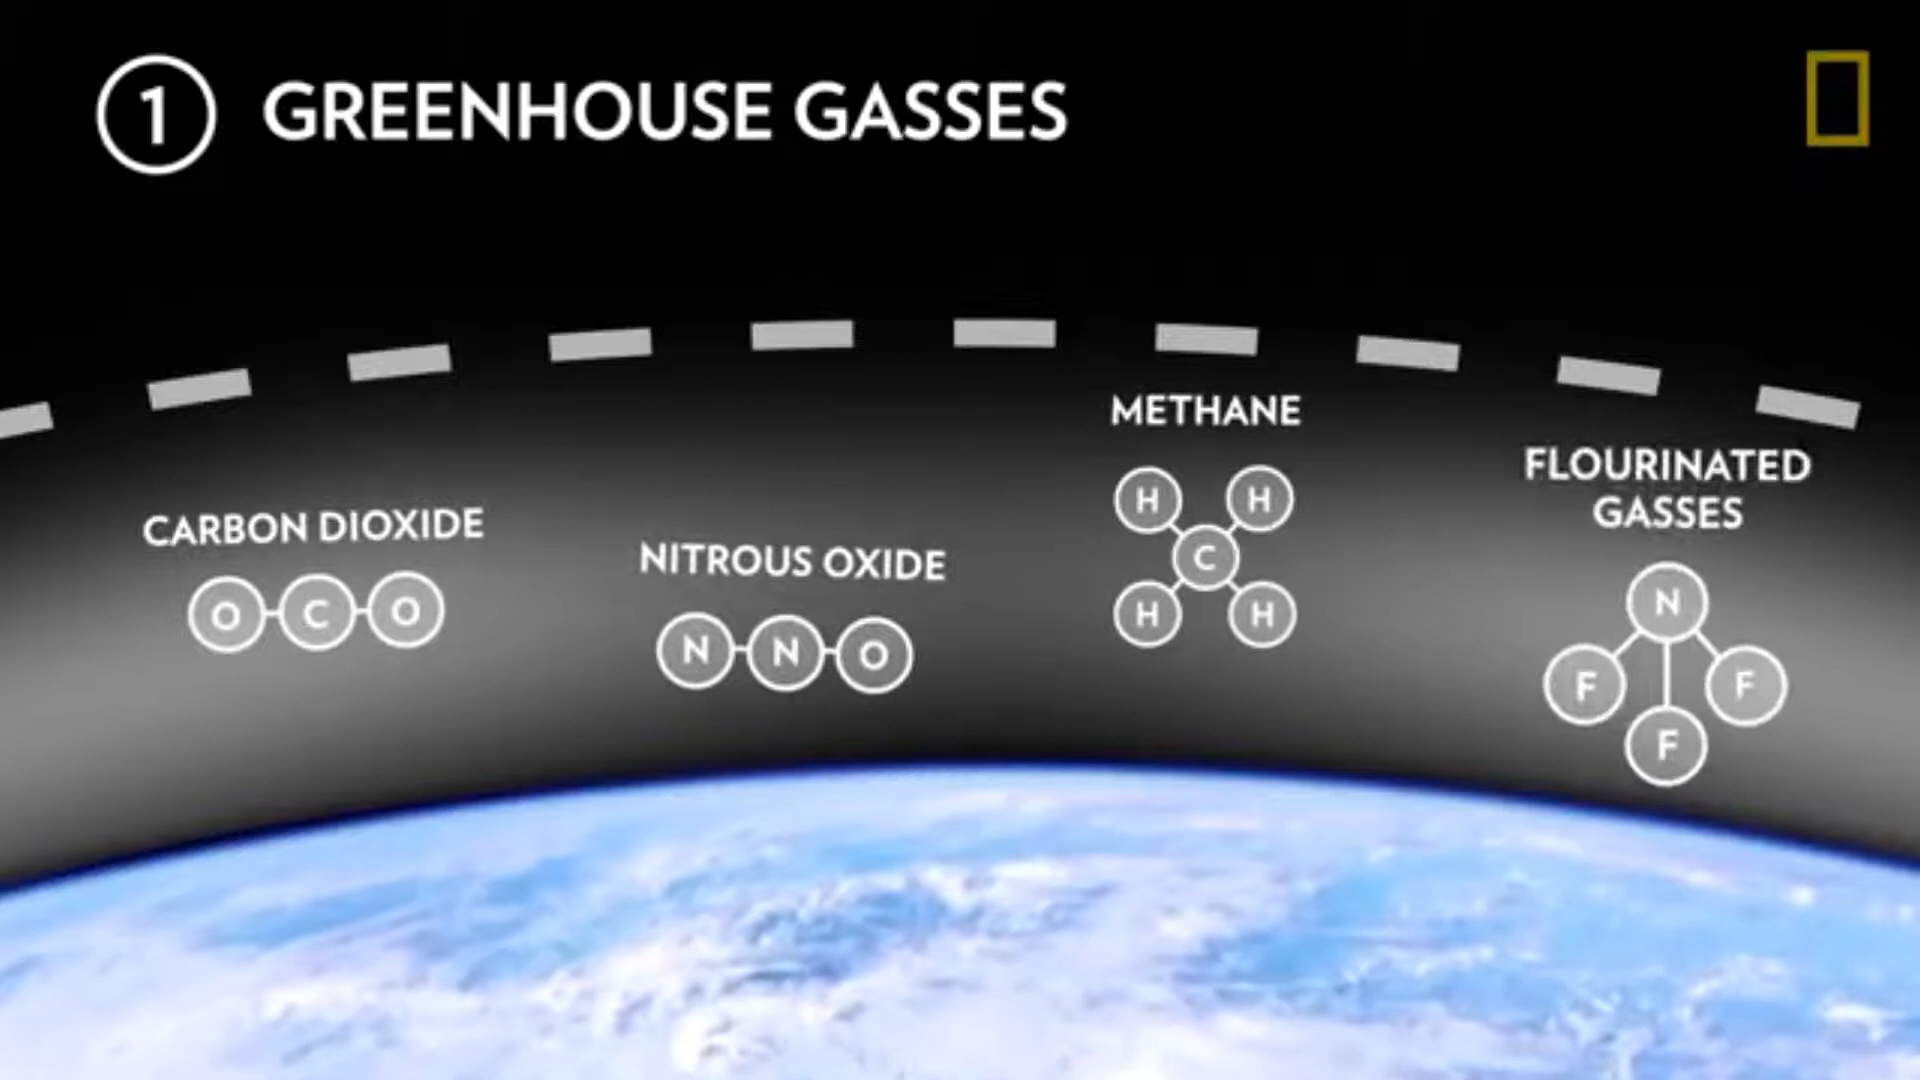 1 GREENHOUSE GASSES
METHANE
H H
C
H H
FLOURINATED
GASSES
N
F F
F
CARBON DIOXIDE
O C O
NITROUS OXIDE
N N O